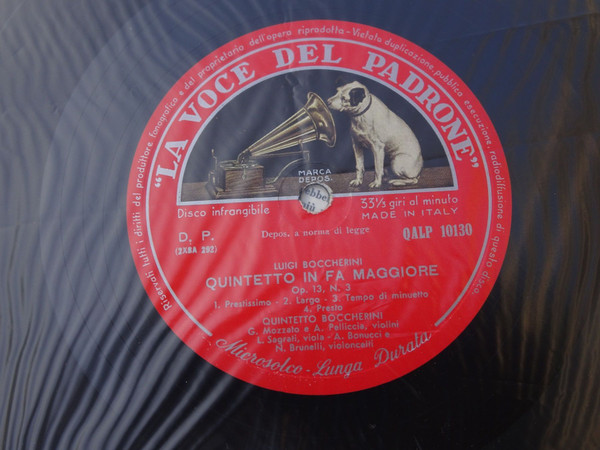 Riservati tutti i diritti del produttore fonografico e del proprietario dell'opera riprodotta - Vietata duplicazione, pubblica esecuzione, radiodiffusione di questo disco.
"LA VOCE DEL PADRONE"
MARCA
DEPOS.
Disco infrangibile
33⅓ giri al minuto
MADE IN ITALY
D. P.
Depos. a norma di legge
QALP 10130
(2XBA 292)
LUIGI BOCCHERINI
QUINTETTO IN FA MAGGIORE
Op. 13, N. 3
1. Prestissimo - 2. Largo - 3. Tempo di minuetto
4. Presto
QUINTETTO BOCCHERINI
G. Mozzato e A. Pelliccia, violini
L. Sagrati, viola - A. Bonucci e
N. Brunelli, violoncelli
Microsolco - Lunga Durata